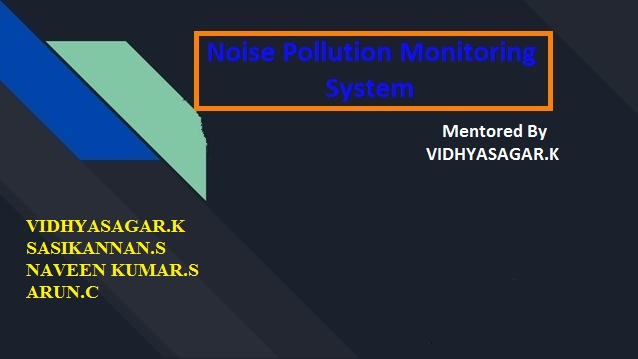 Noise Pollution Monitoring
System
Mentored By
VIDHYASAGAR.K
VIDHYASAGAR.K
SASIKANNAN.S
NAVEEN KUMAR.S
ARUN.C